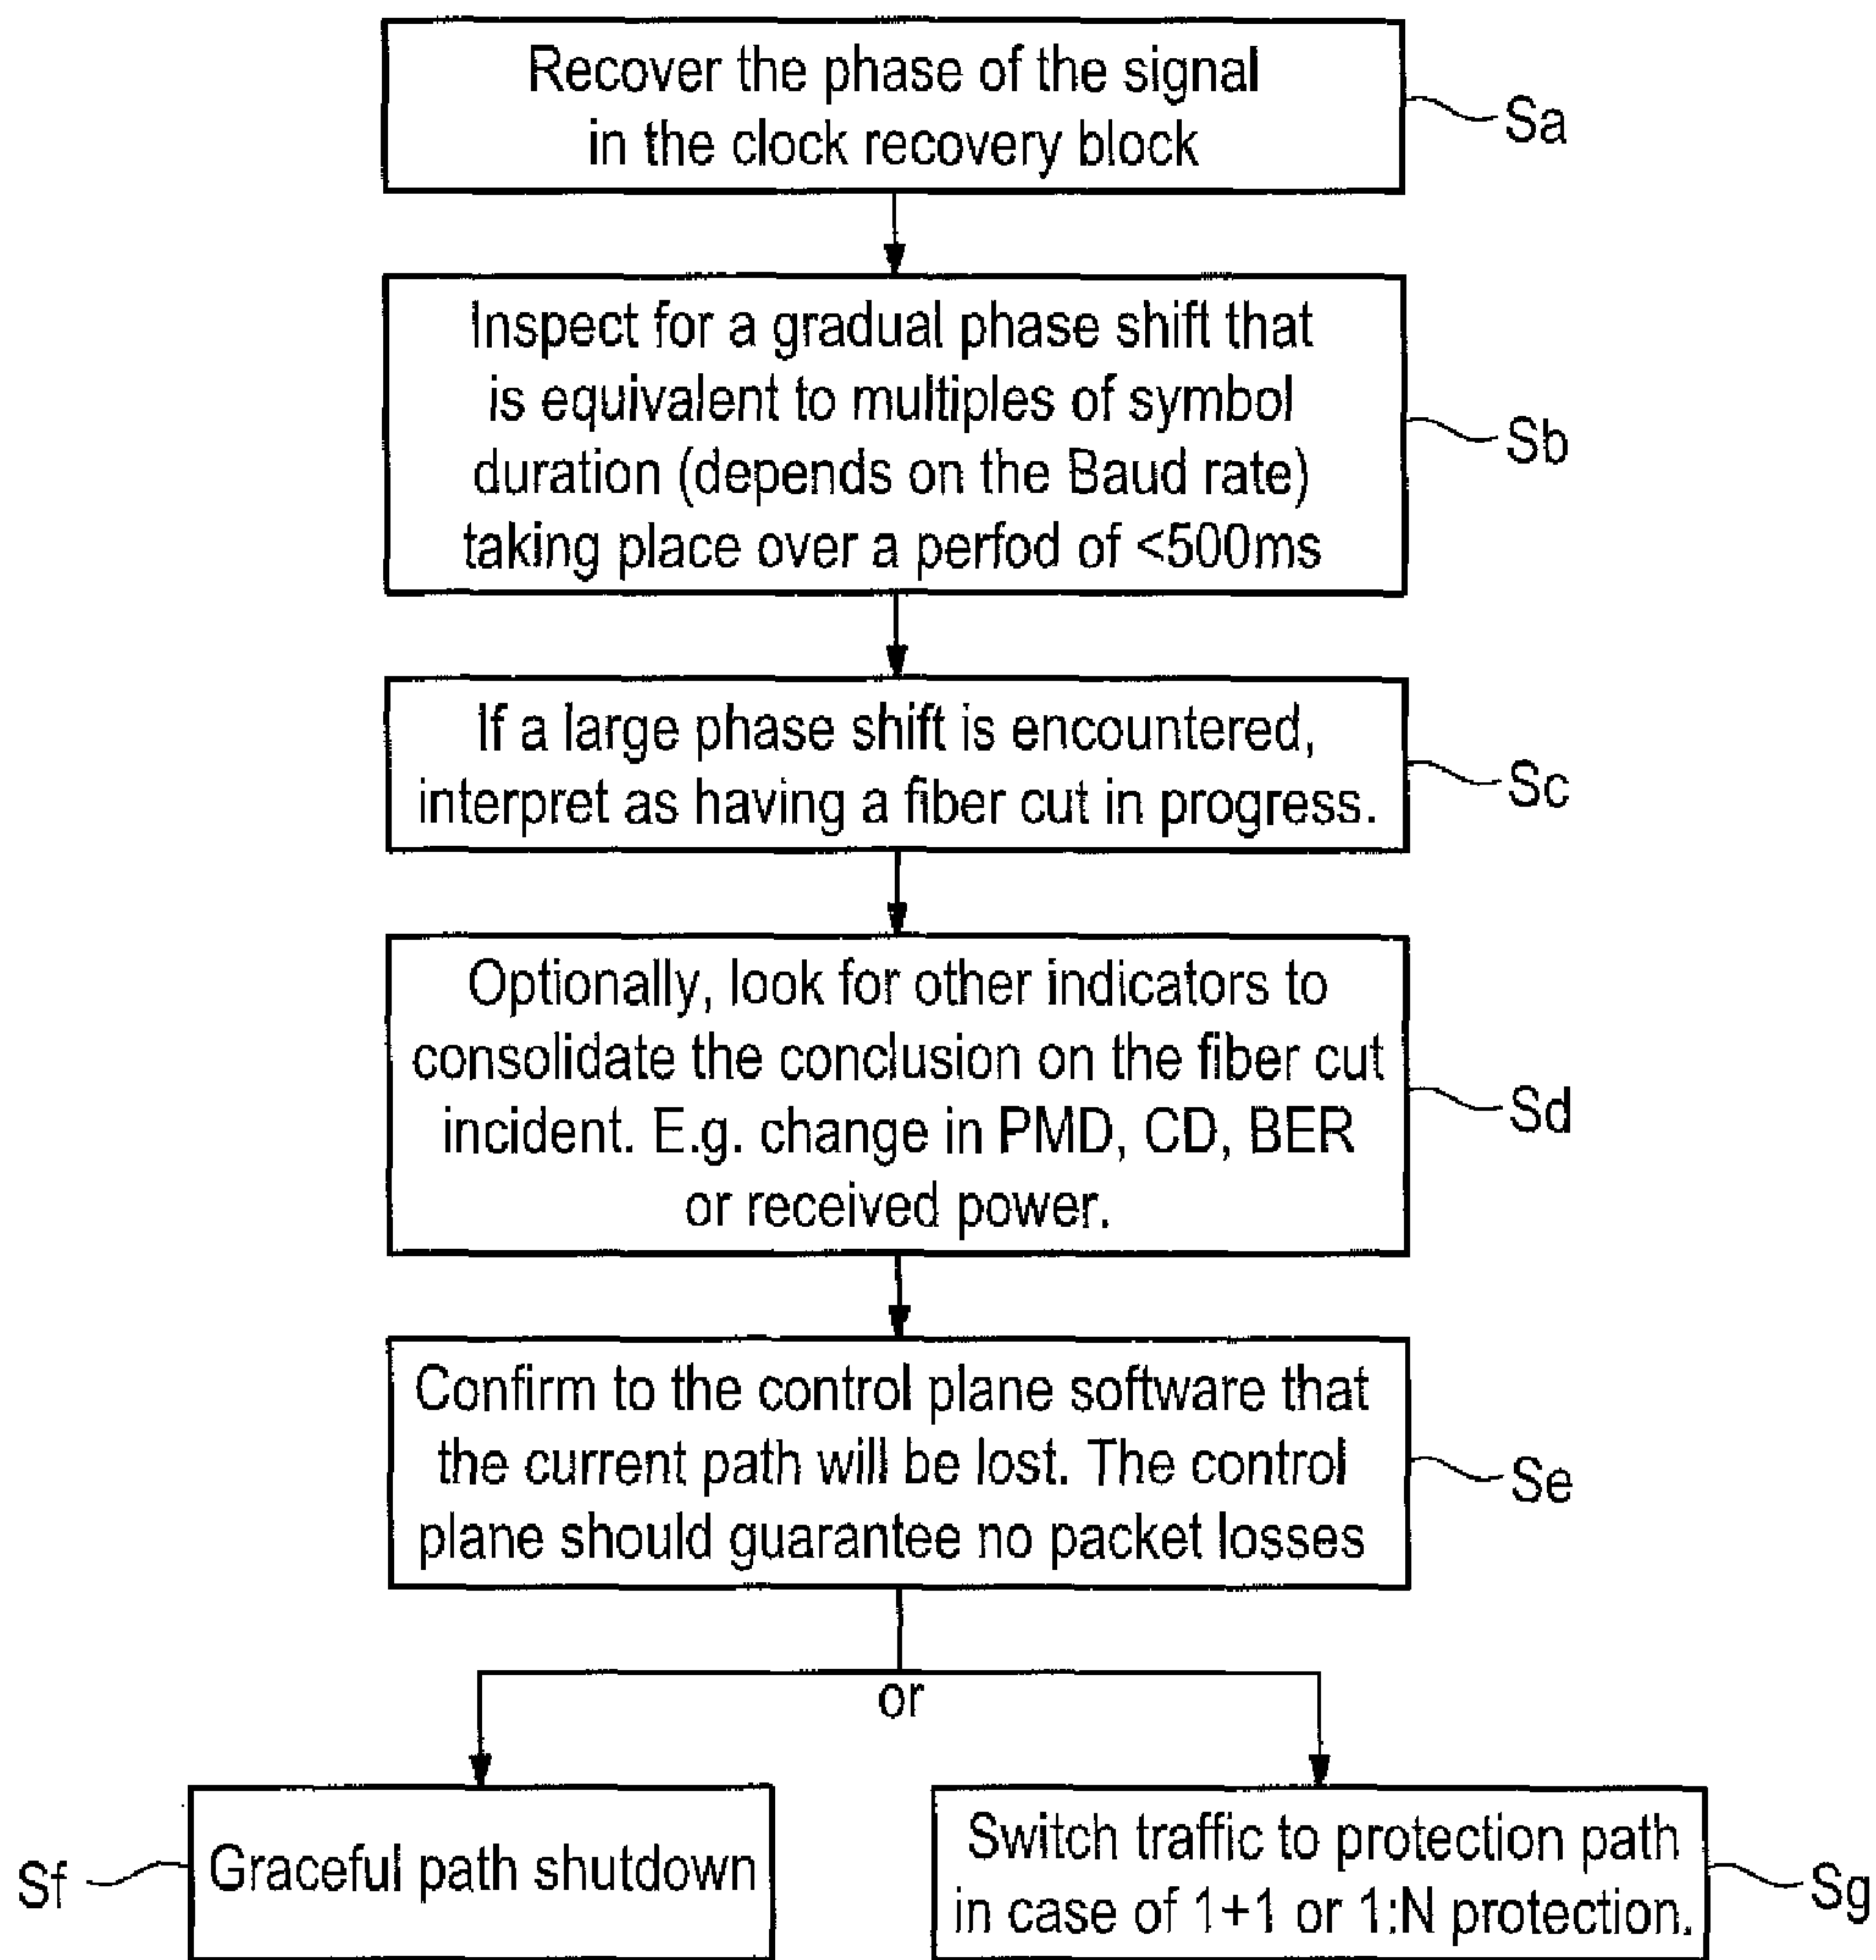 Recover the phase of the signal
in the clock recovery block
Sa
Inspect for a gradual phase shift that
is equivalent to multiples of symbol
duration (depends on the Baud rate)
taking place over a perfod of <500ms
Sb
If a large phase shift is encountered,
interpret as having a fiber cut in progress.
Sc
Optionally, look for other indicators to
consolidate the conclusion on the fiber cut
incident. E.g. change in PMD, CD, BER
or received power.
Sd
Confirm to the control plane software that
the current path will be lost. The control
plane should guarantee no packet losses
Se
or
Sf
Graceful path shutdown
Switch traffic to protection path
in case of 1+1 or 1:N protection.
Sg